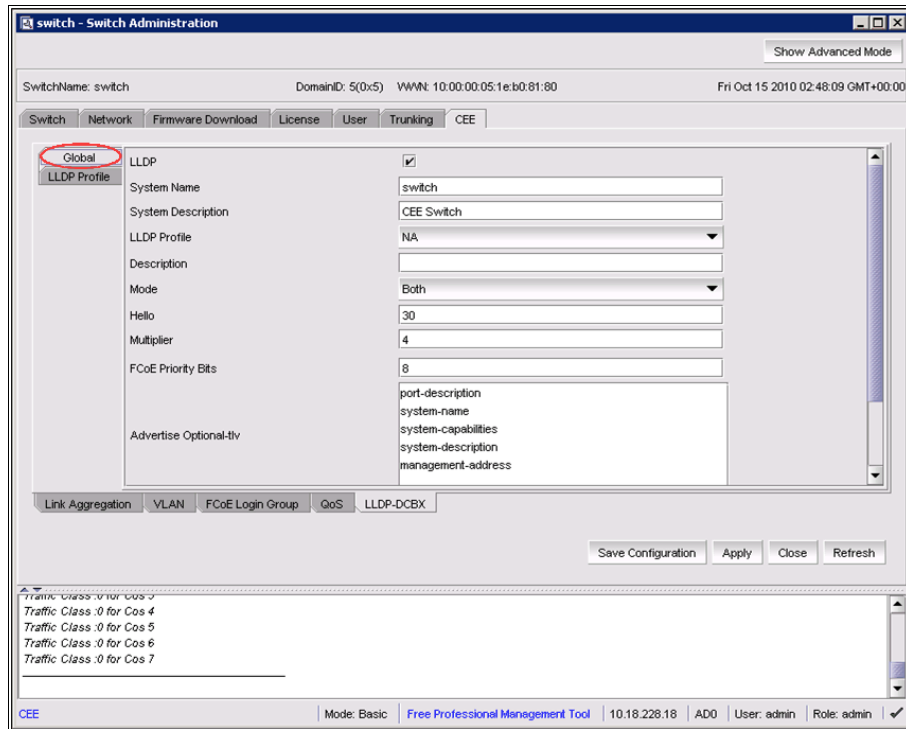 switch - Switch Administration
Show Advanced Mode
SwitchName: switch DomainID: 5(0x5) WWN: 10:00:00:05:1e:b0:81:80 Fri Oct 15 2010 02:48:09 GMT+00:00
Switch Network Firmware Download License User Trunking CEE
Global
LLDP Profile
LLDP
System Name switch
System Description CEE Switch
LLDP Profile NA
Description
Mode Both
Hello 30
Multiplier 4
FCoE Priority Bits 8
Advertise Optional-tlv
port-description
system-name
system-capabilities
system-description
management-address
Link Aggregation VLAN FCoE Login Group QoS LLDP-DCBX
Save Configuration Apply Close Refresh
Traffic Class :0 for Cos 3
Traffic Class :0 for Cos 4
Traffic Class :0 for Cos 5
Traffic Class :0 for Cos 6
Traffic Class :0 for Cos 7
CEE Mode: Basic Free Professional Management Tool 10.18.228.18 AD0 User: admin Role: admin